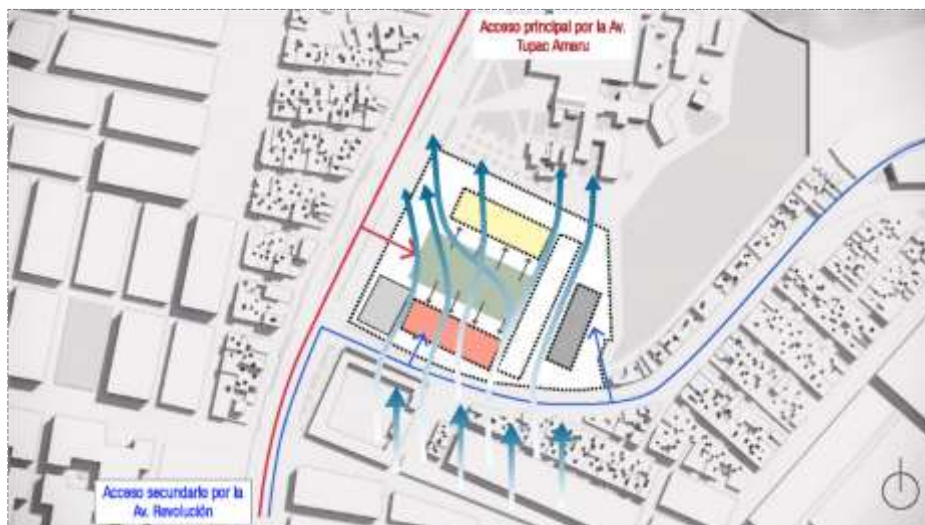 Acceso principal por la Av.
Tupac Amaru
Acceso secundario por la
Av. Revolución